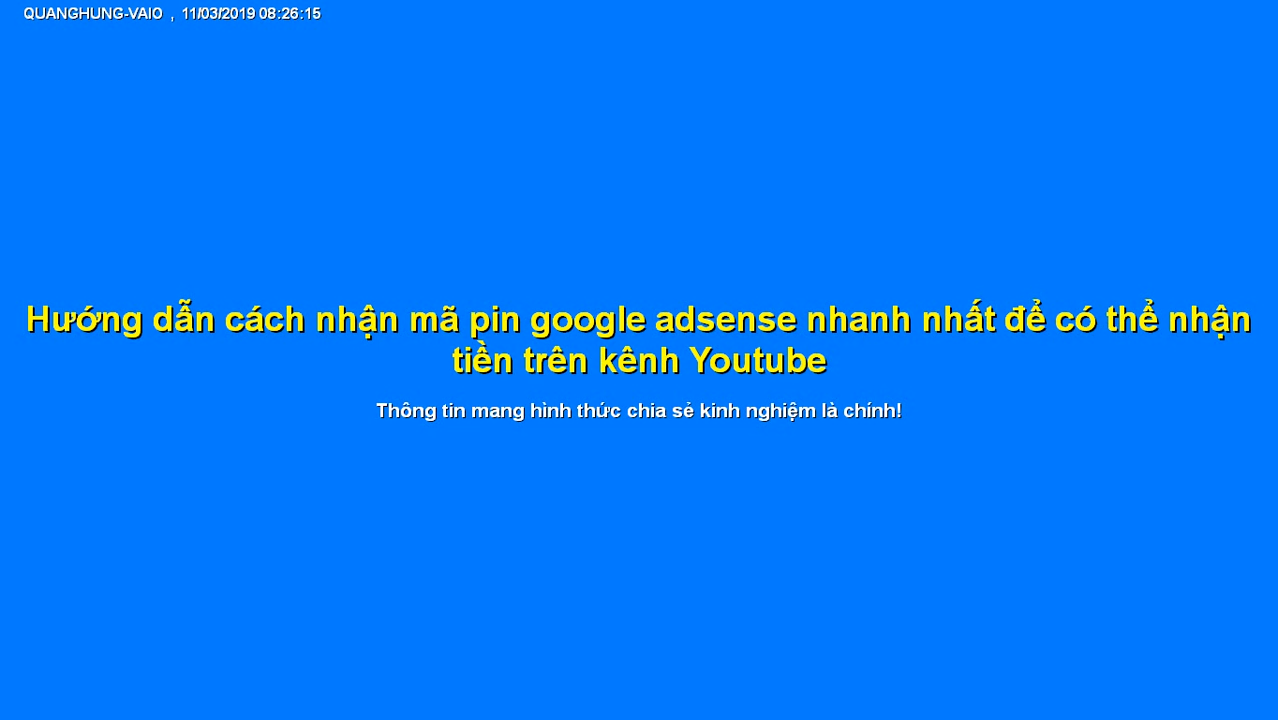 QUANGHUNG-VAIO , 11/03/2019 08:26:15
Hướng dẫn cách nhận mã pin google adsense nhanh nhất để có thể nhận
tiền trên kênh Youtube
Thông tin mang hình thức chia sẻ kinh nghiệm là chính!